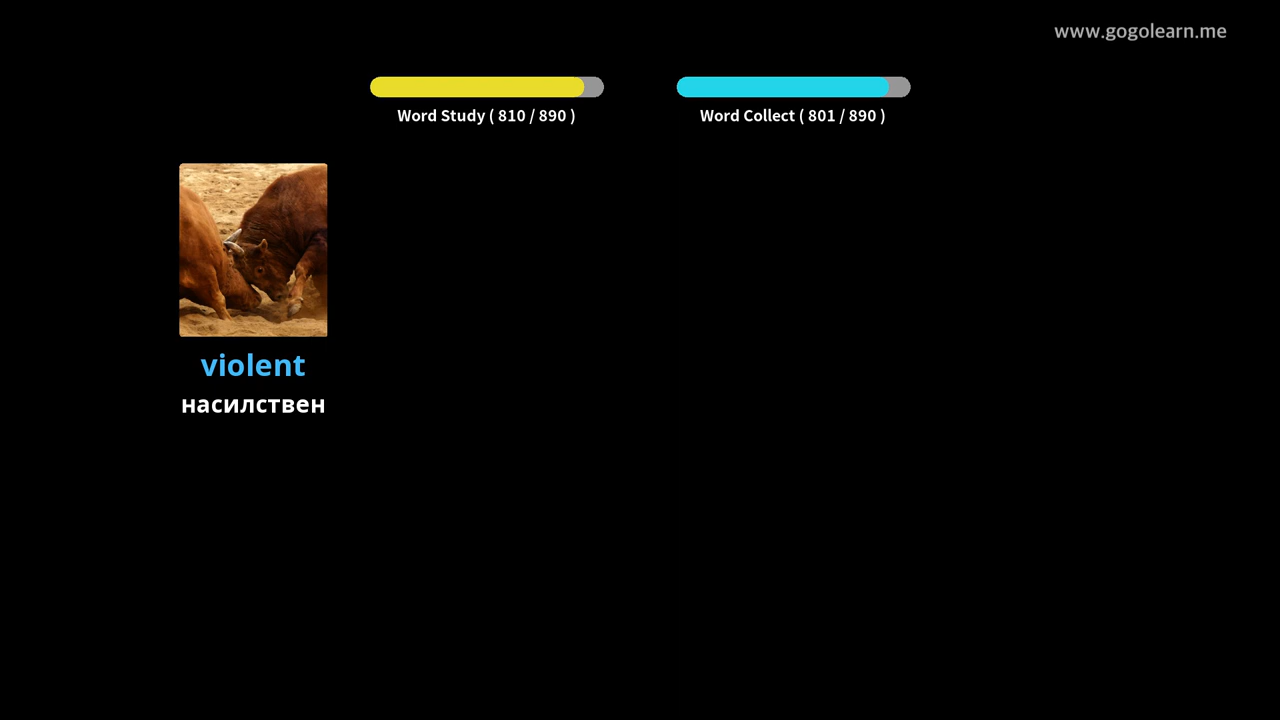 www.gogolearn.me
Word Study ( 810 / 890 )
Word Collect ( 801 / 890 )
violent
насилствен